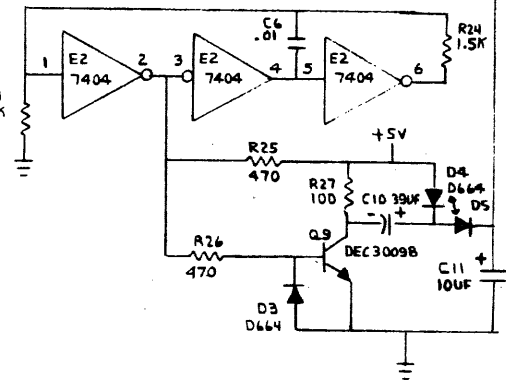 C6
.01
R24
1.5K
1
E2
7404
2
3
E2
7404
4
5
E2
7404
6
K
+5V
R25
470
R27
100
C10 39UF
- +
D4
D664
D5
R26
470
Q9
DEC3009B
D3
D664
C11
+
10UF